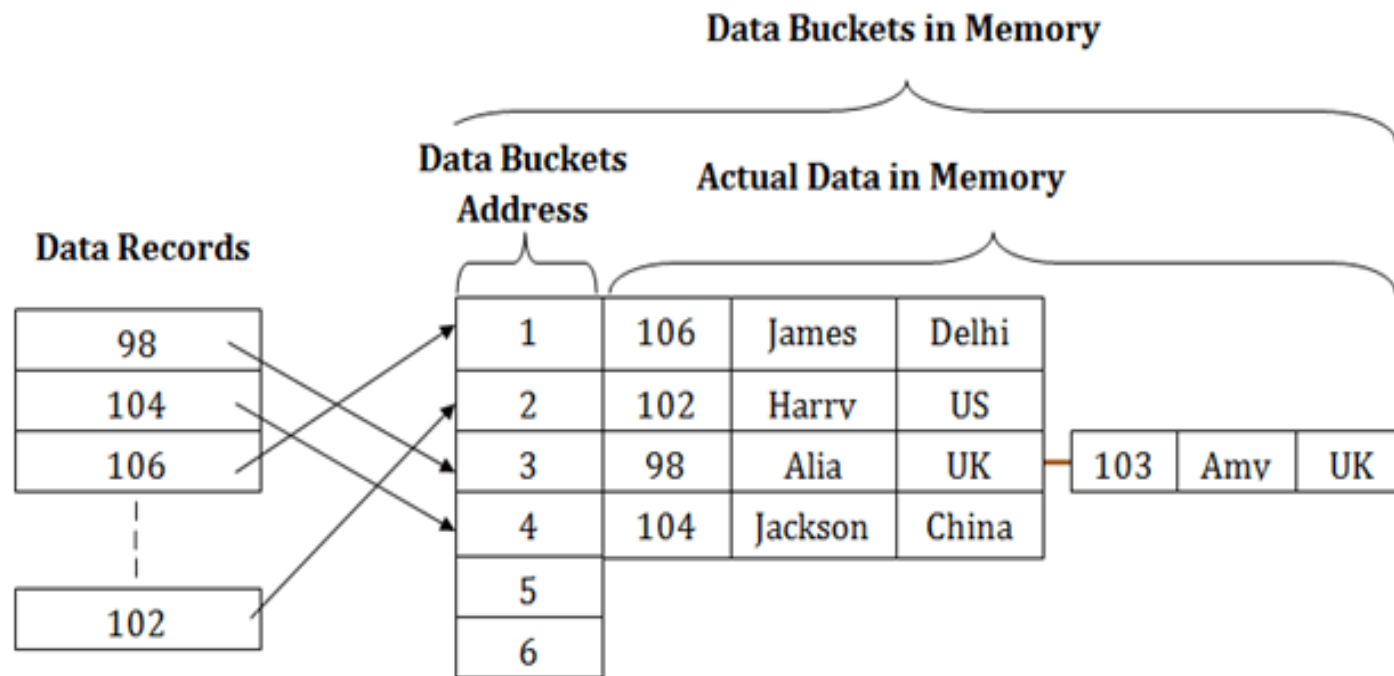 Data Buckets in Memory
Data Buckets
Address
Actual Data in Memory
Data Records
98
104
106
102
1 106 James Delhi
2 102 Harry US
3 98 Alia UK 103 Amy UK
4 104 Jackson China
5
6